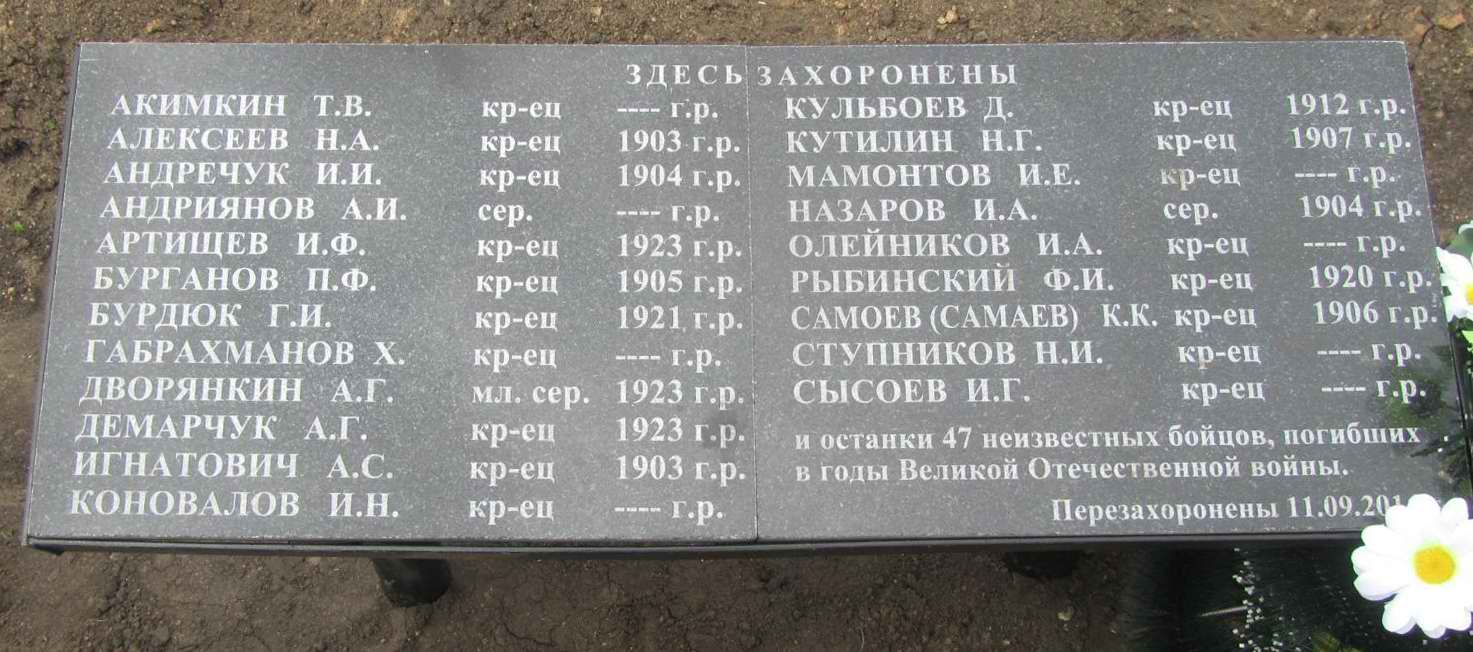 ЗДЕСЬ ЗАХОРОНЕНЫ
АКИМКИН Т.В. кр-ец ---- г.р.
АЛЕКСЕЕВ Н.А. кр-ец 1903 г.р.
АНДРЕЧУК И.И. кр-ец 1904 г.р.
АНДРИЯНОВ А.И. сер. ---- г.р.
АРТИЩЕВ И.Ф. кр-ец 1923 г.р.
БУРГАНОВ П.Ф. кр-ец 1905 г.р.
БУРДЮК Г.И. кр-ец 1921 г.р.
ГАБРАХМАНОВ Х. кр-ец ---- г.р.
ДВОРЯНКИН А.Г. мл. сер. 1923 г.р.
ДЕМАРЧУК А.Г. кр-ец 1923 г.р.
ИГНАТОВИЧ А.С. кр-ец 1903 г.р.
КОНОВАЛОВ И.Н. кр-ец ---- г.р.
КУЛЬБОЕВ Д. кр-ец 1912 г.р.
КУТИЛИН Н.Г. кр-ец 1907 г.р.
МАМОНТОВ И.Е. кр-ец ---- г.р.
НАЗАРОВ И.А. сер. 1904 г.р.
ОЛЕЙНИКОВ И.А. кр-ец ---- г.р.
РЫБИНСКИЙ Ф.И. кр-ец 1920 г.р.
САМОЕВ (САМАЕВ) К.К. кр-ец 1906 г.р.
СТУПНИКОВ Н.И. кр-ец ---- г.р.
СЫСОЕВ И.Г. кр-ец ---- г.р.
и останки 47 неизвестных бойцов, погибших
в годы Великой Отечественной войны.
Перезахоронены